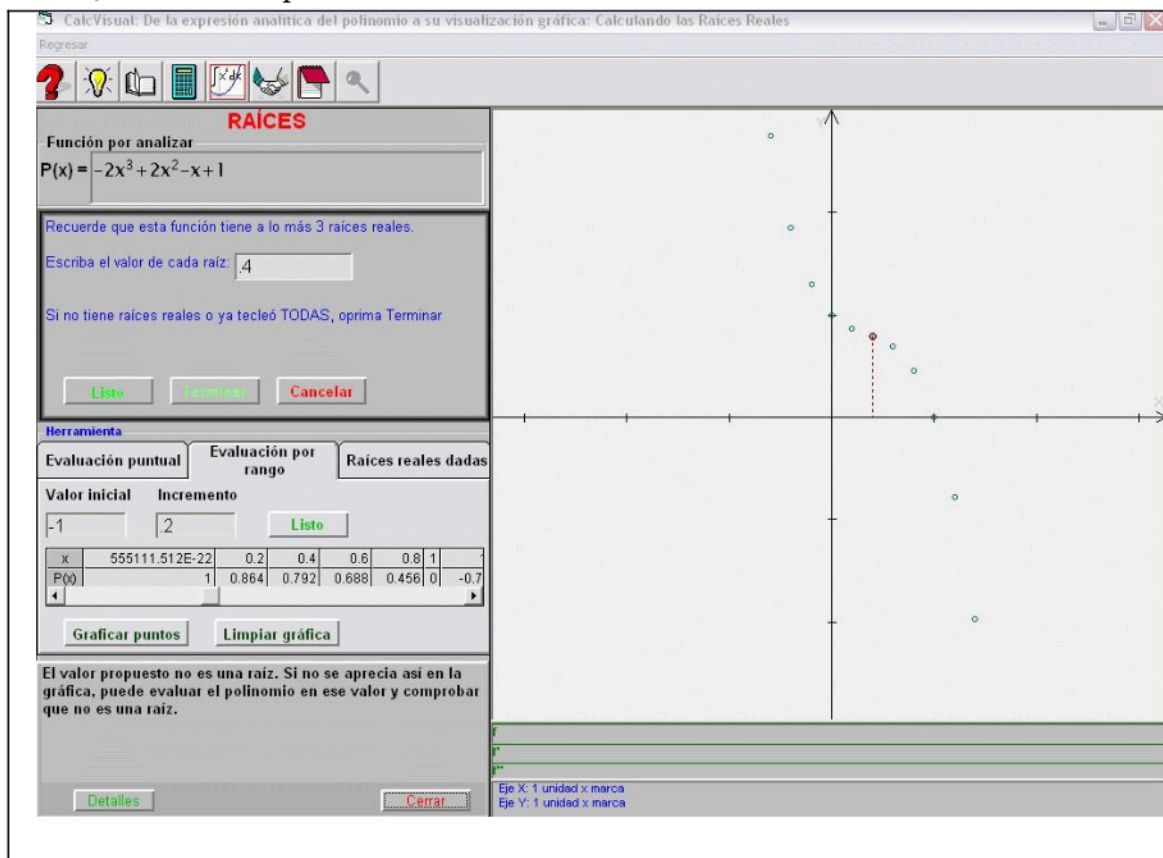 CalcVisual: De la expresión analítica del polinomio a su visualización gráfica: Calculando las Raíces Reales
Regresar
RAÍCES
Función por analizar
P(x) = -2x³+2x²-x+1
Recuerde que esta función tiene a lo más 3 raíces reales.
Escriba el valor de cada raíz: .4
Si no tiene raíces reales o ya tecleó TODAS, oprima Terminar
Listo Terminar Cancelar
Herramienta
Evaluación puntual Evaluación por rango Raíces reales dadas
Valor inicial Incremento
-1 .2 Listo
x 555111.512E-22 0.2 0.4 0.6 0.8 1
P(x) 1 0.864 0.792 0.688 0.456 0 -0.7
Graficar puntos Limpiar gráfica
El valor propuesto no es una raíz. Si no se aprecia así en la
gráfica, puede evaluar el polinomio en ese valor y comprobar
que no es una raíz.
Detalles Cerrar
Y
X
f
f'
f''
Eje X: 1 unidad x marca
Eje Y: 1 unidad x marca